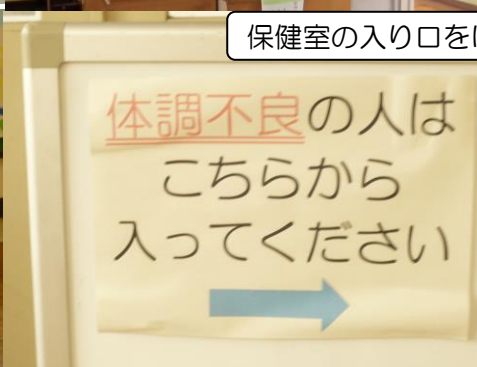 保健室の入り口を
体調不良の人は
こちらから
入ってください